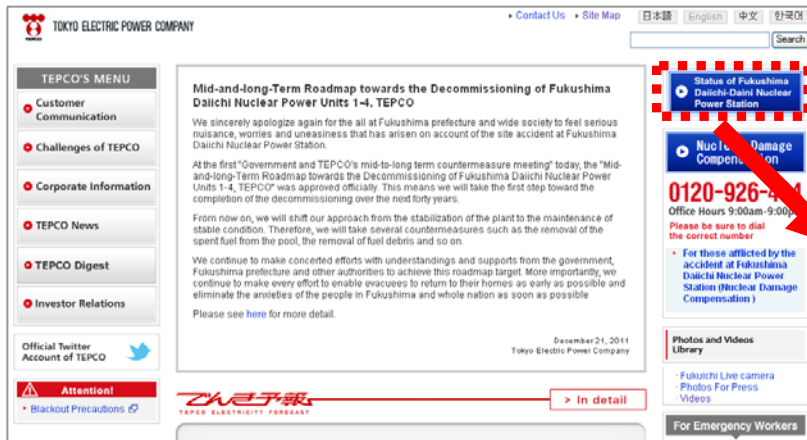 TEPCO
TOKYO ELECTRIC POWER COMPANY
Contact Us
Site Map
日本語
English
中文
한국어
Search
TEPCO'S MENU
Customer
Communication
Challenges of TEPCO
Corporate Information
TEPCO News
TEPCO Digest
Investor Relations
Official Twitter
Account of TEPCO
Attention!
Blackout Precautions
Mid-and-long-Term Roadmap towards the Decommissioning of Fukushima
Daiichi Nuclear Power Units 1-4, TEPCO
We sincerely apologize again for the all at Fukushima prefecture and wide society to feel serious
nuisance, worries and uneasiness that has arisen on account of the site accident at Fukushima
Daiichi Nuclear Power Station.
At the first "Government and TEPCO's mid-to-long term countermeasure meeting" today, the "Mid-
and-long-Term Roadmap towards the Decommissioning of Fukushima Daiichi Nuclear Power
Units 1-4, TEPCO" was approved officially. This means we will take the first step toward the
completion of the decommissioning over the next forty years.
From now on, we will shift our approach from the stabilization of the plant to the maintenance of
stable condition. Therefore, we will take several countermeasures such as the removal of the
spent fuel from the pool, the removal of fuel debris and so on.
We continue to make concerted efforts with understandings and supports from the government,
Fukushima prefecture and other authorities to achieve this roadmap target. More importantly, we
continue to make every effort to enable evacuees to return to their homes as early as possible and
eliminate the anxieties of the people in Fukushima and whole nation as soon as possible
Please see here for more detail.
December 21, 2011
Tokyo Electric Power Company
でんき予報
TEPCO ELECTRICITY FORECAST
> In detail
Status of Fukushima
Daiichi-Daini Nuclear
Power Station
Nuclear Damage
Compensation
0120-926-
Office Hours 9:00am-9:00p
Please be sure to dial
the correct number
For those afflicted by the
accident at Fukushima
Daiichi Nuclear Power
Station (Nuclear Damage
Compensation )
Photos and Videos
Library
Fukuichi Live camera
Photos For Press
Videos
For Emergency Workers